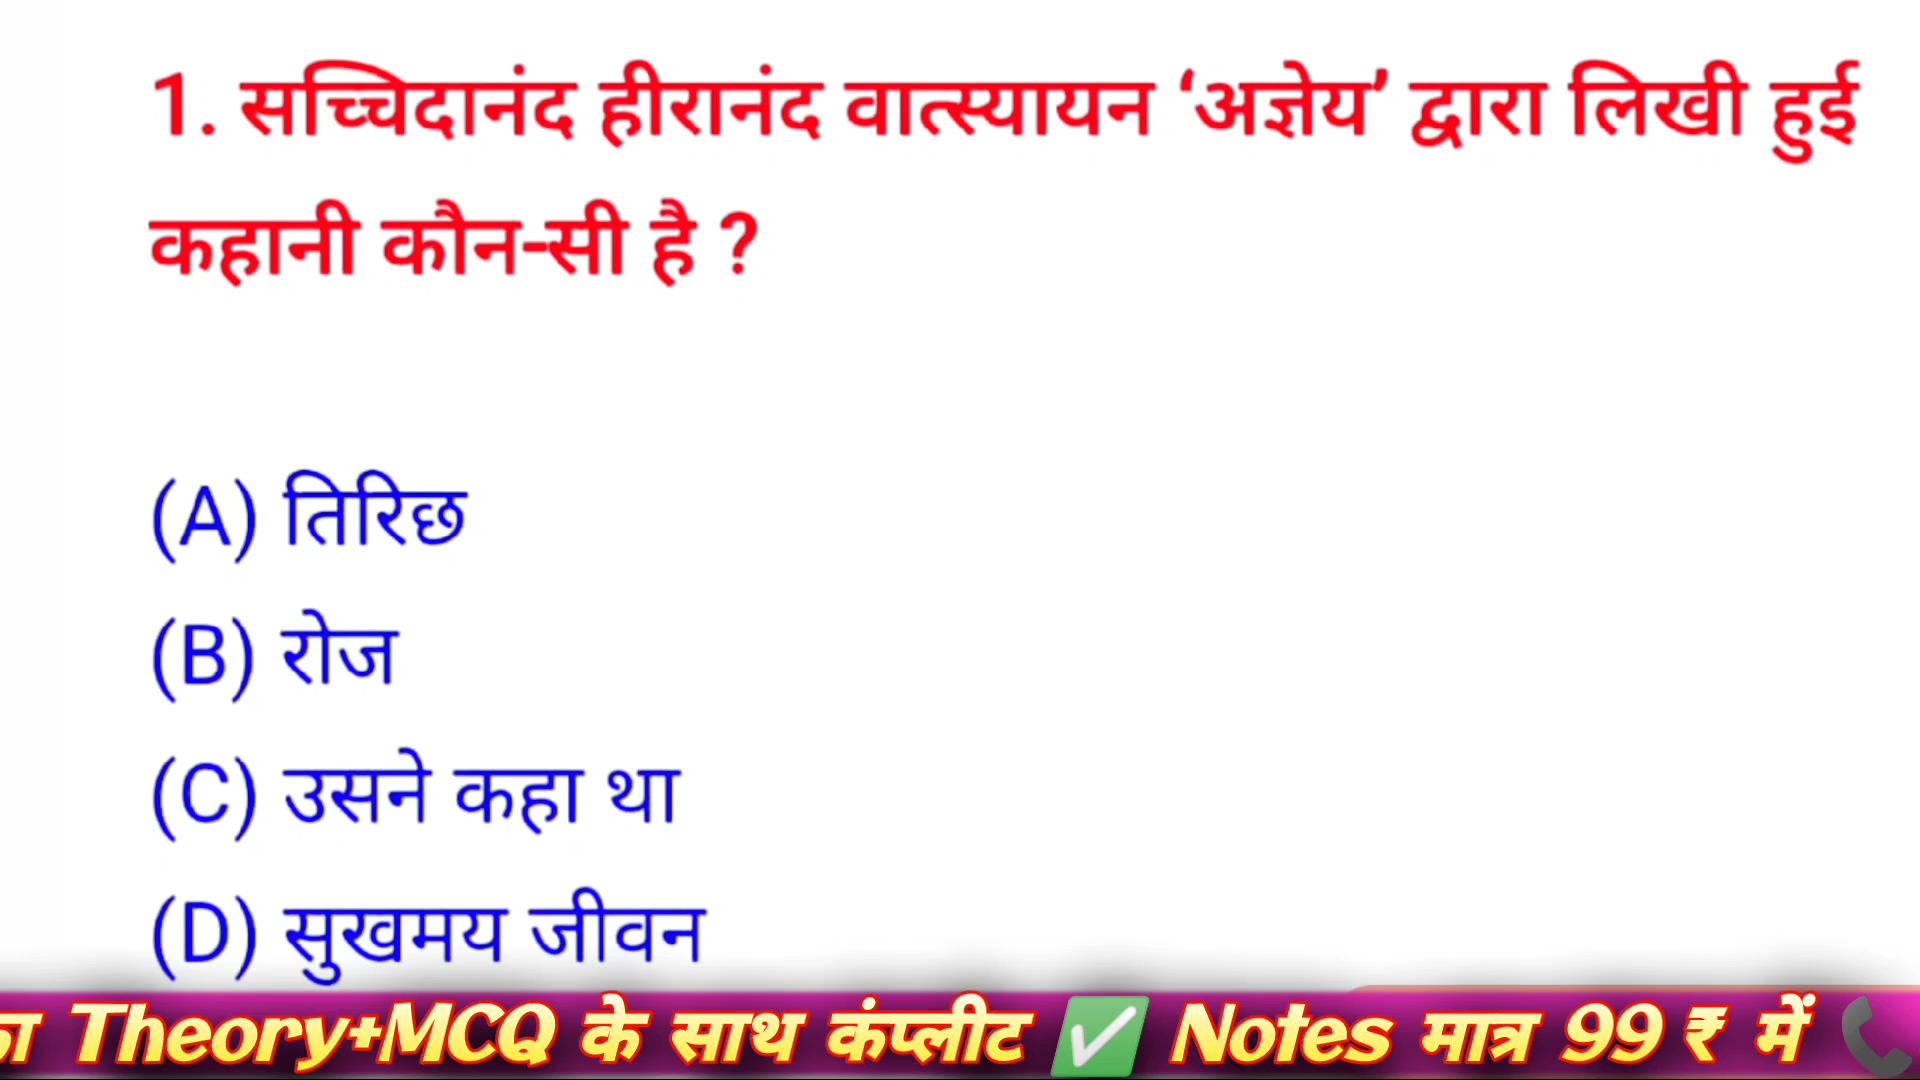 1. सच्चिदानंद हीरानंद वात्स्यायन ‘अज्ञेय’ द्वारा लिखी हुई
कहानी कौन-सी है ?
(A) तिरिछ
(B) रोज
(C) उसने कहा था
(D) सुखमय जीवन
Theory+MCQ के साथ कंप्लीट ✅ Notes मात्र 99 ₹ में 📞